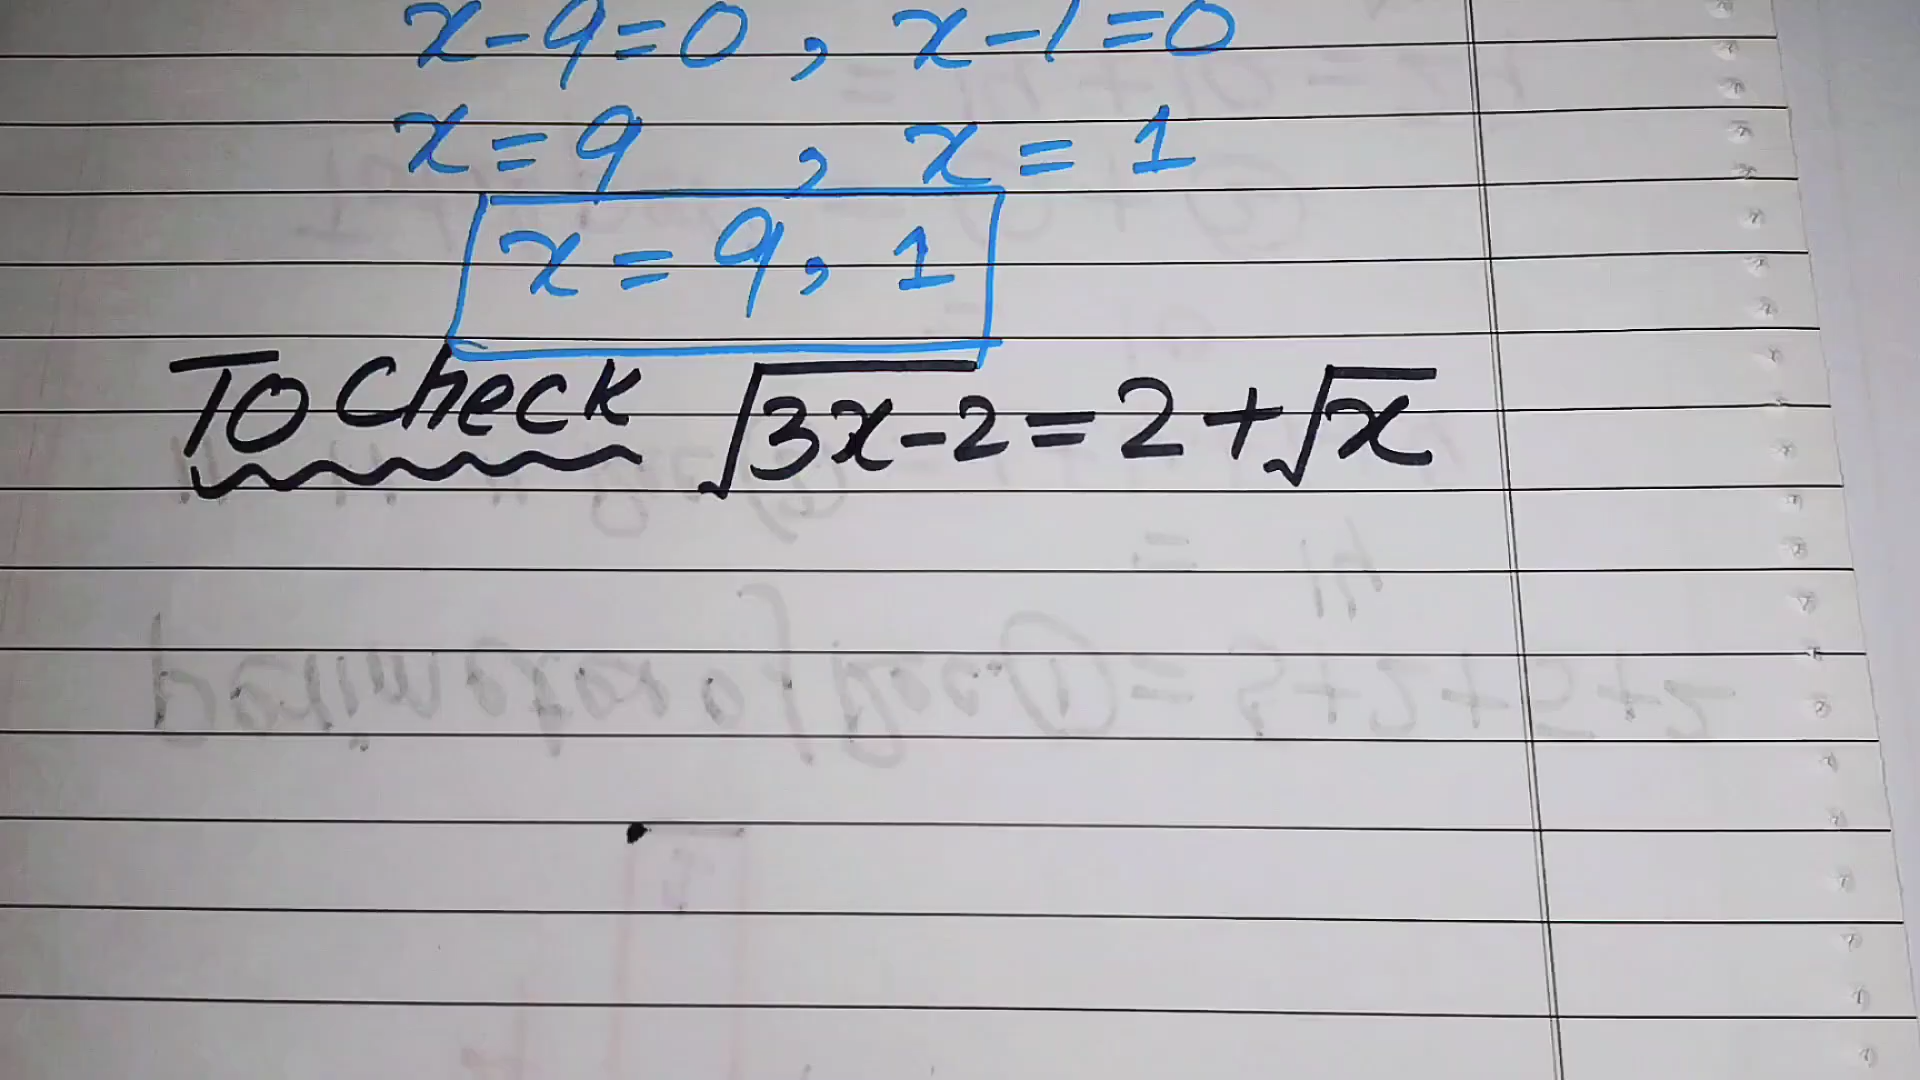 x-9=0 , x-1=0
x=9 , x=1
x=9,1
To Check √3x-2=2+√x